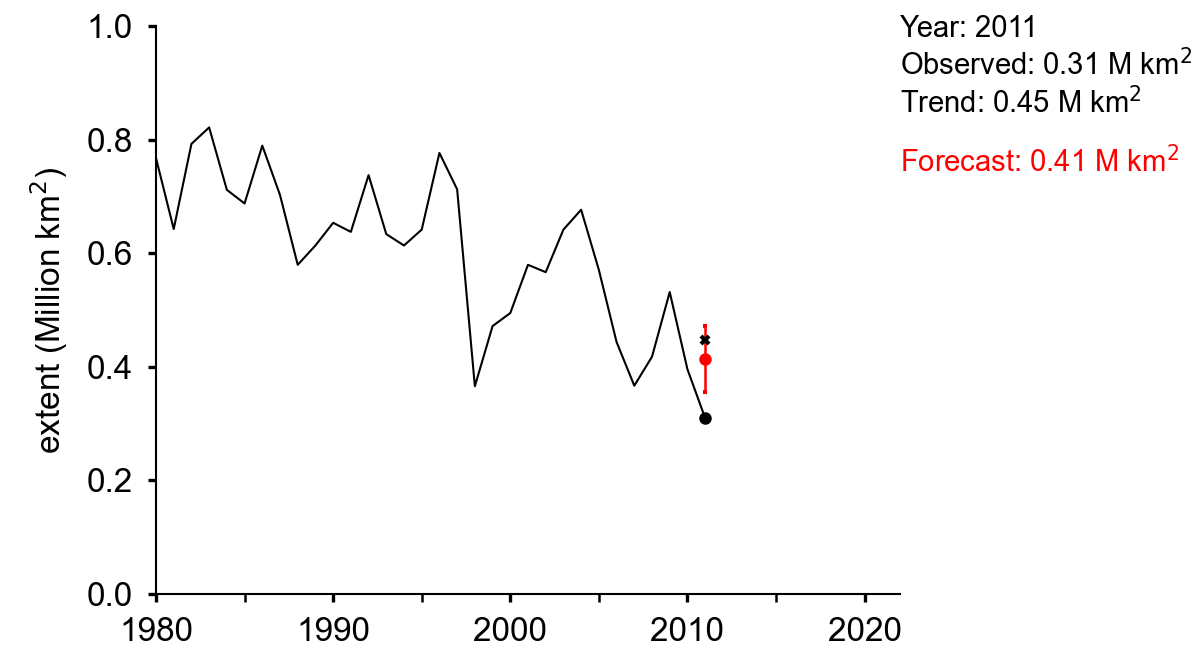 Year: 2011
Observed: 0.31 M km²
Trend: 0.45 M km²
Forecast: 0.41 M km²
extent (Million km²)
1.0
0.8
0.6
0.4
0.2
0.0
1980 1990 2000 2010 2020